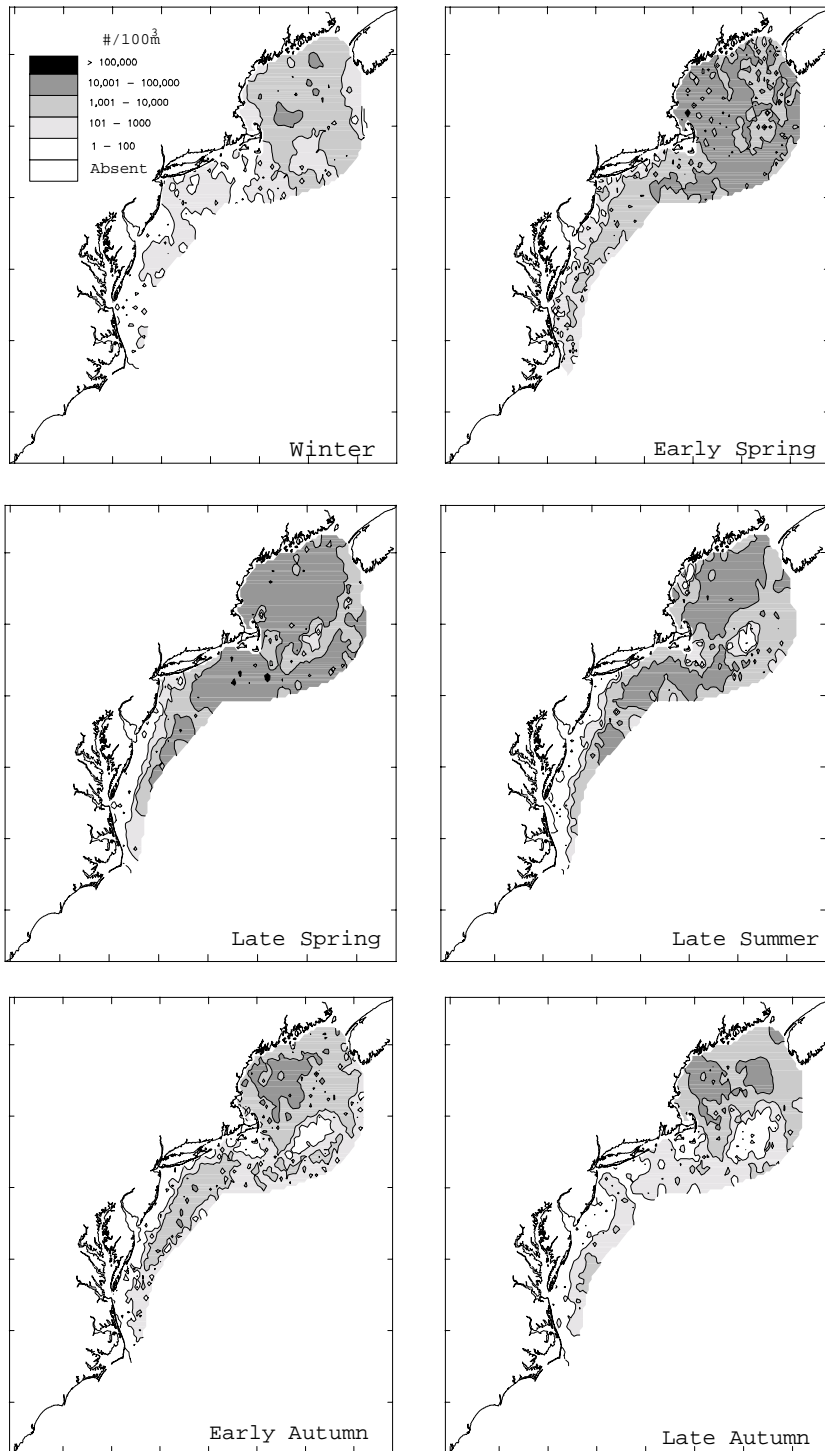 #/100m3
> 100,000
10,001 – 100,000
1,001 – 10,000
101 – 1000
1 – 100
Absent
Winter
Early Spring
Late Spring
Late Summer
Early Autumn
Late Autumn